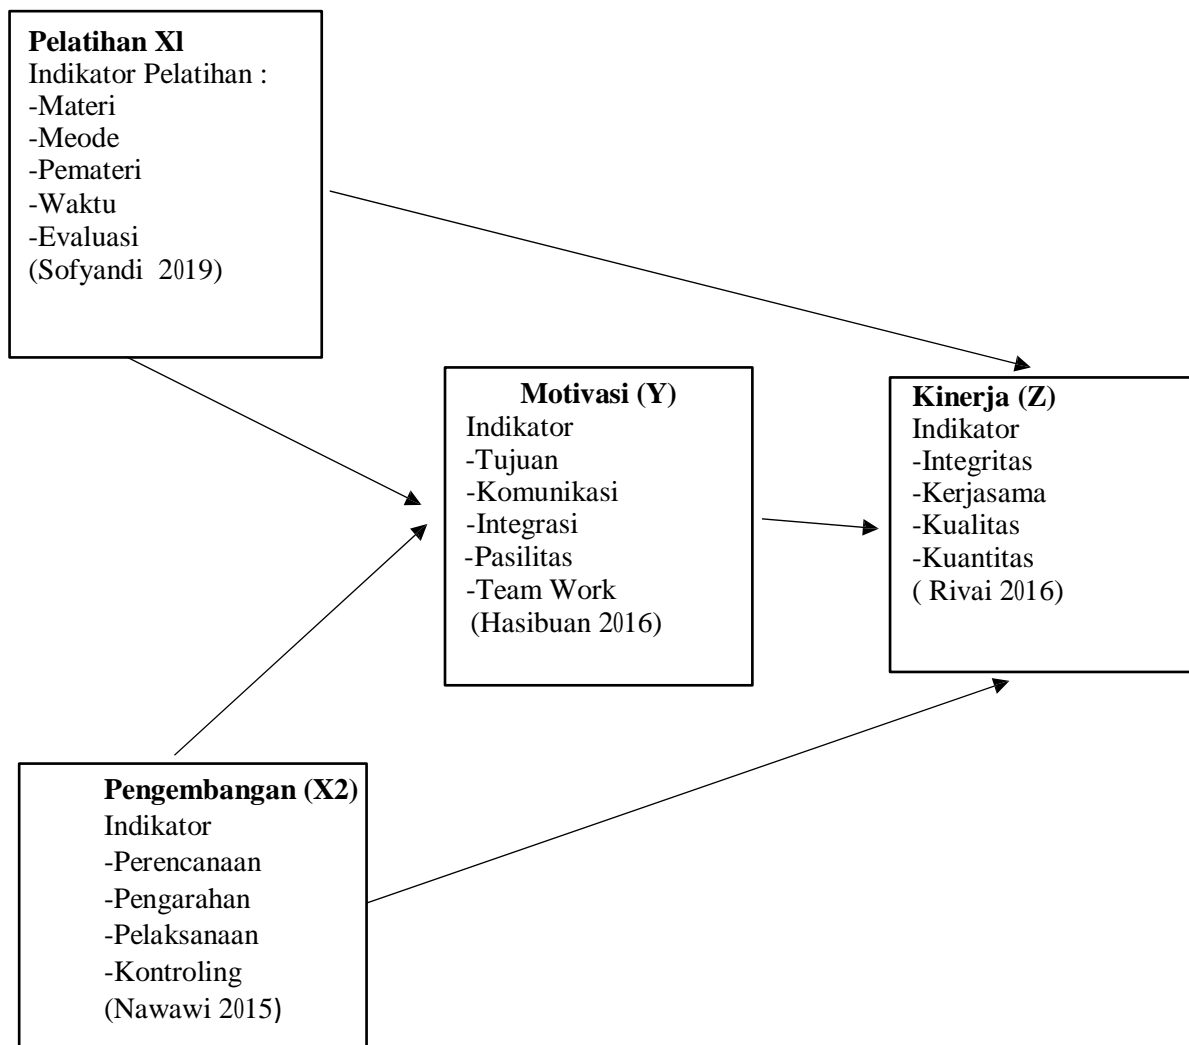 Pelatihan Xl
Indikator Pelatihan :
-Materi
-Meode
-Pemateri
-Waktu
-Evaluasi
(Sofyandi 2019)
Motivasi (Y)
Indikator
-Tujuan
-Komunikasi
-Integrasi
-Pasilitas
-Team Work
(Hasibuan 2016)
Kinerja (Z)
Indikator
-Integritas
-Kerjasama
-Kualitas
-Kuantitas
( Rivai 2016)
Pengembangan (X2)
Indikator
-Perencanaan
-Pengarahan
-Pelaksanaan
-Kontroling
(Nawawi 2015)